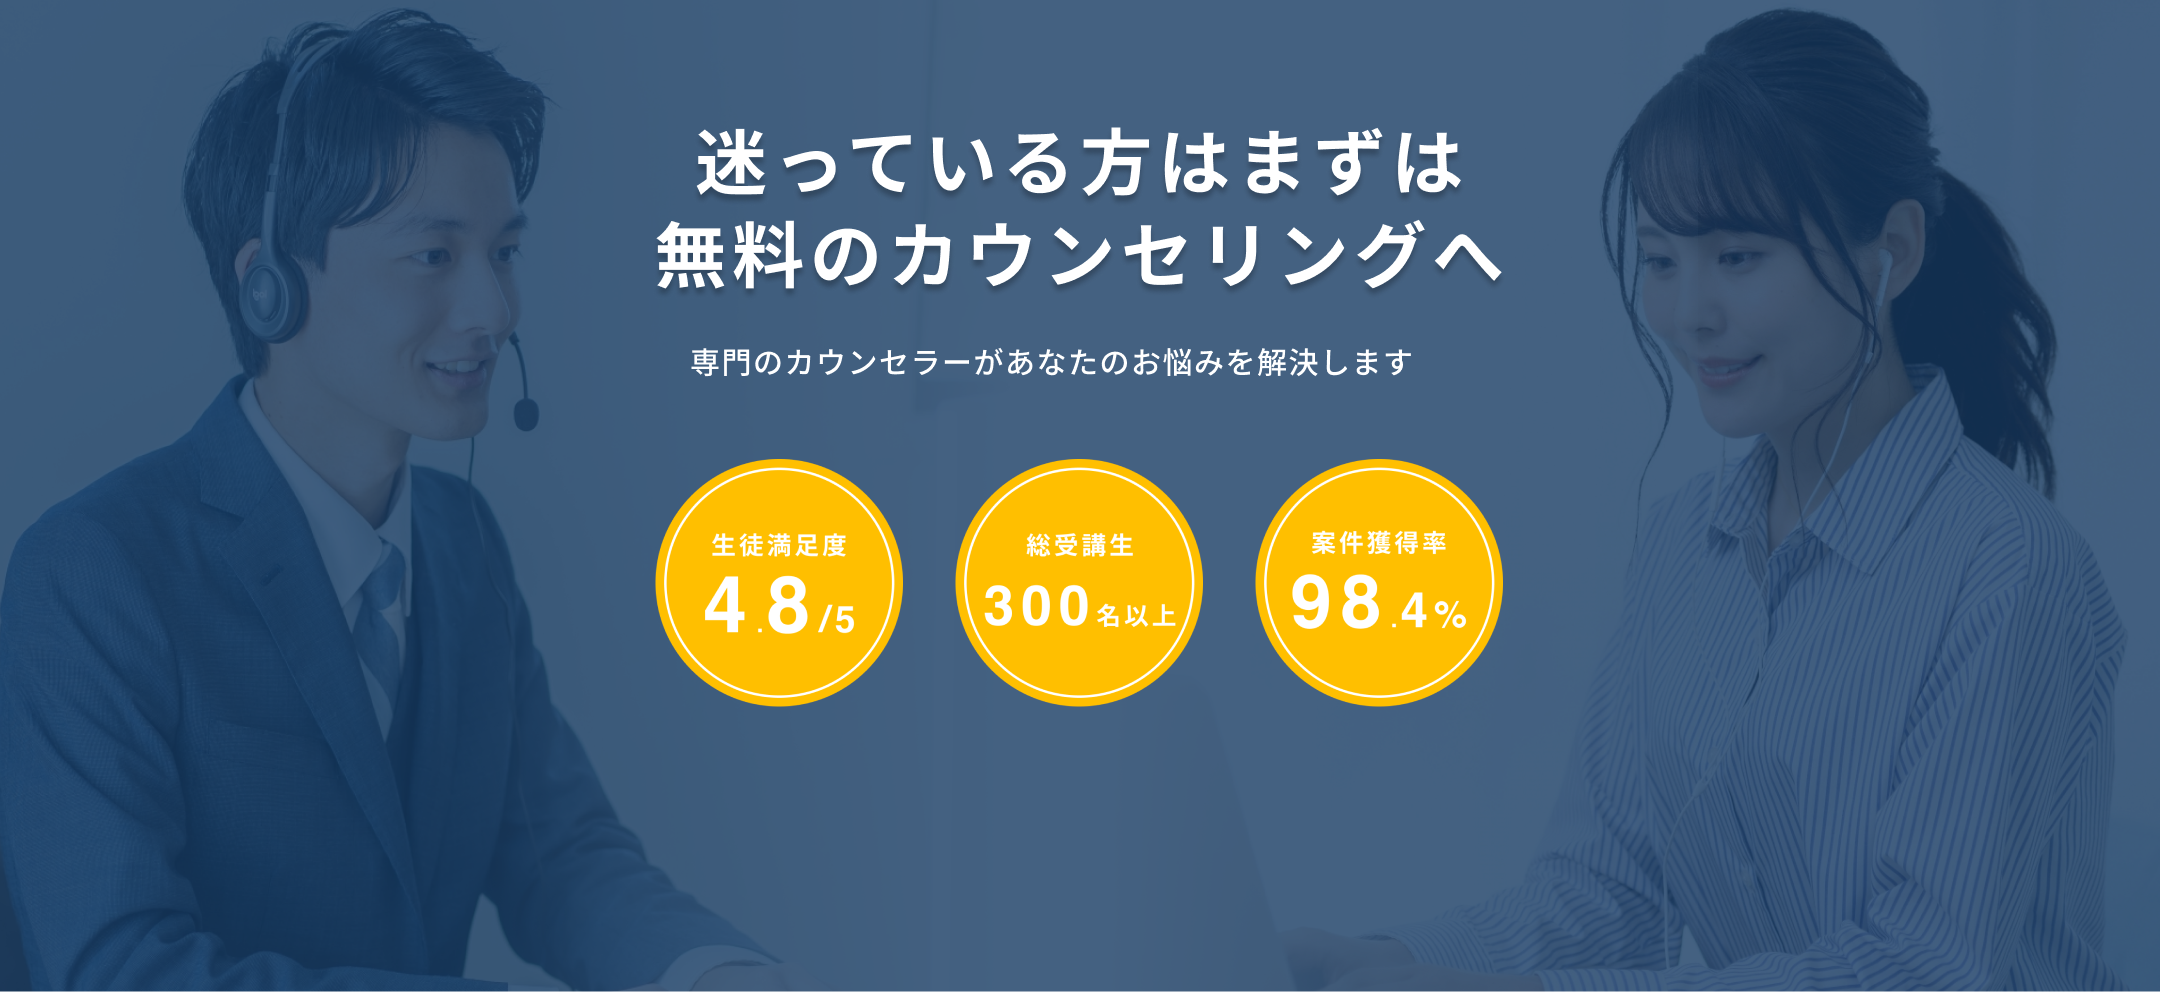 迷っている方はまずは
無料のカウンセリングへ
専門のカウンセラーがあなたのお悩みを解決します
生徒満足度
4.8/5
総受講生
300名以上
案件獲得率
98.4%